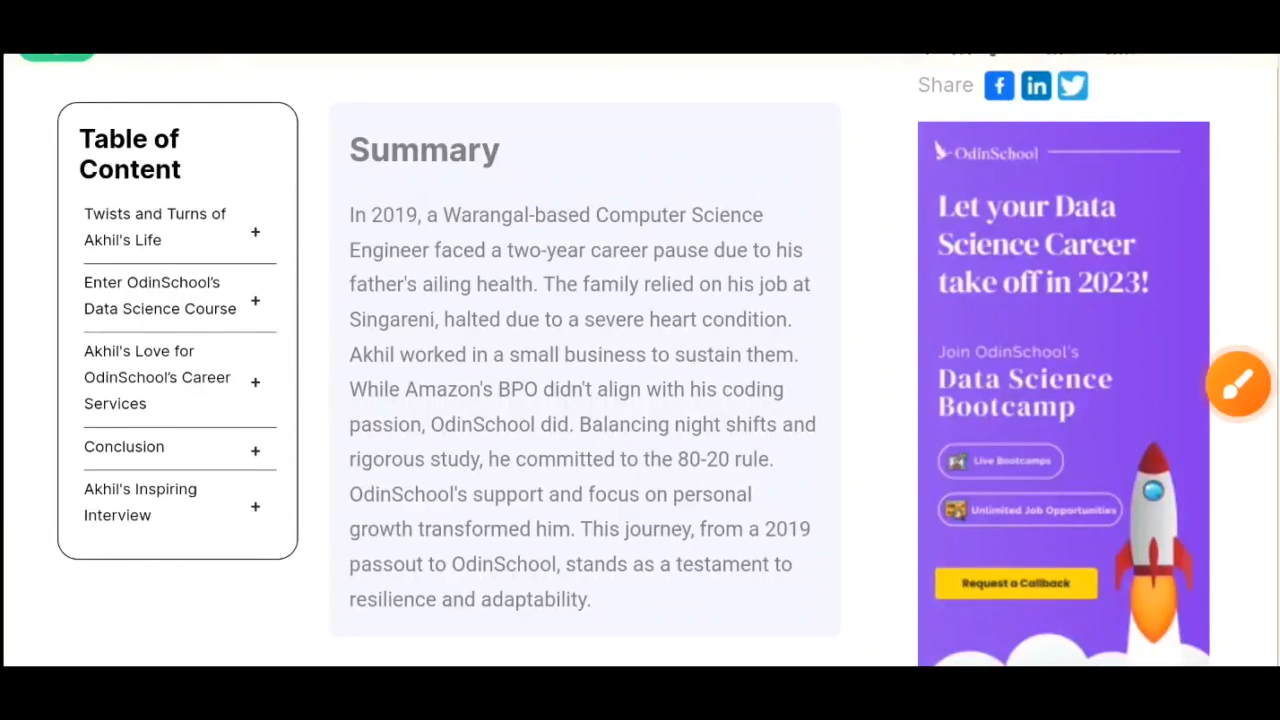 Share
Table of
Content
Twists and Turns of
Akhil's Life
+
Enter OdinSchool's
Data Science Course
+
Akhil's Love for
OdinSchool's Career
Services
+
Conclusion
+
Akhil's Inspiring
Interview
+
Summary
In 2019, a Warangal-based Computer Science
Engineer faced a two-year career pause due to his
father's ailing health. The family relied on his job at
Singareni, halted due to a severe heart condition.
Akhil worked in a small business to sustain them.
While Amazon's BPO didn't align with his coding
passion, OdinSchool did. Balancing night shifts and
rigorous study, he committed to the 80-20 rule.
OdinSchool's support and focus on personal
growth transformed him. This journey, from a 2019
passout to OdinSchool, stands as a testament to
resilience and adaptability.
OdinSchool
Let your Data
Science Career
take off in 2023!
Join OdinSchool's
Data Science
Bootcamp
Live Bootcamps
Unlimited Job Opportunities
Request a Callback